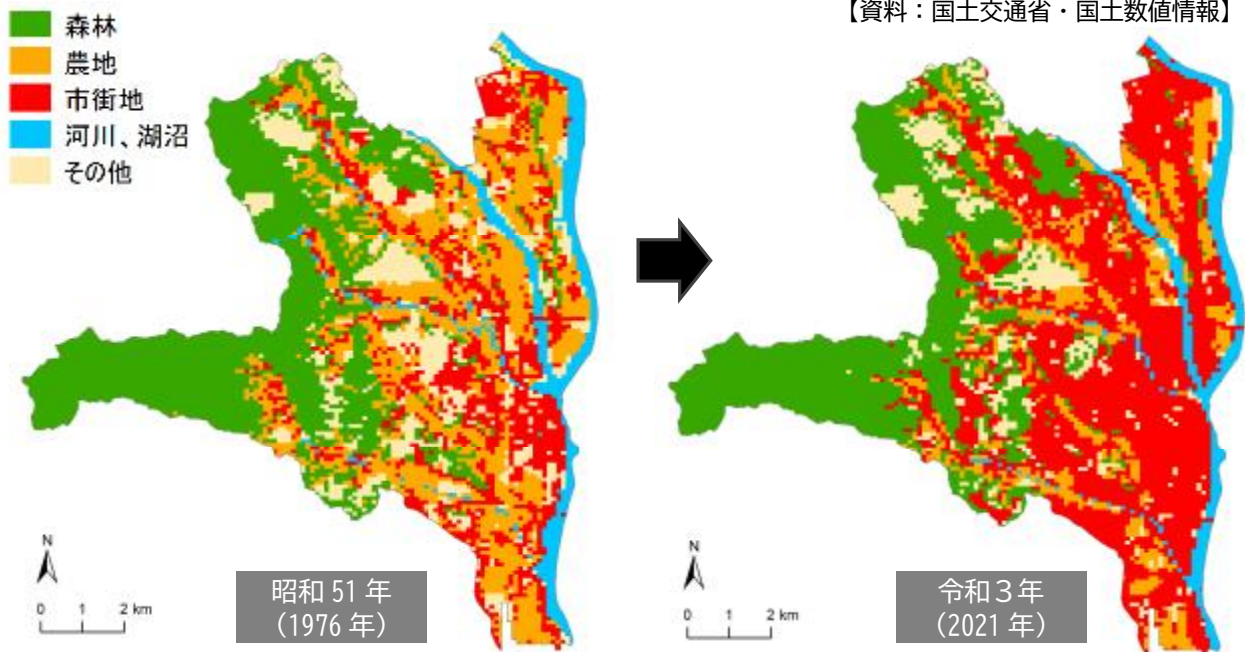 【資料：国土交通省・国土数値情報】
森林
農地
市街地
河川、湖沼
その他
N
0 1 2 km
昭和 51 年
（1976 年）
N
0 1 2 km
令和３年
（2021 年）